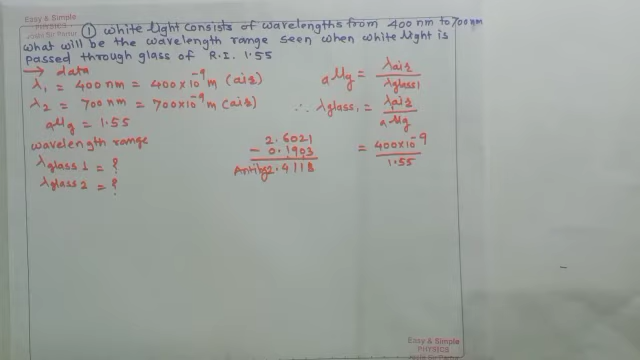 Easy & Simple
PHYSICS
① White light consists of wavelengths from 400 nm to 700 nm
what will be the wavelength range seen when white light is
passed through glass of R.I. 1.55
→ data
λ₁ = 400 nm = 400×10⁻⁹ m (air)
λ₂ = 700 nm = 700×10⁻⁹ m (air)
aμg = 1.55
wavelength range
λglass 1 = ?
λglass 2 = ?
2.6021
− 0.1903
Antilog 2.4118
aμg = λair / λglass1
∴ λglass1 = λair / aμg
= 400×10⁻⁹ / 1.55
Easy & Simple
PHYSICS